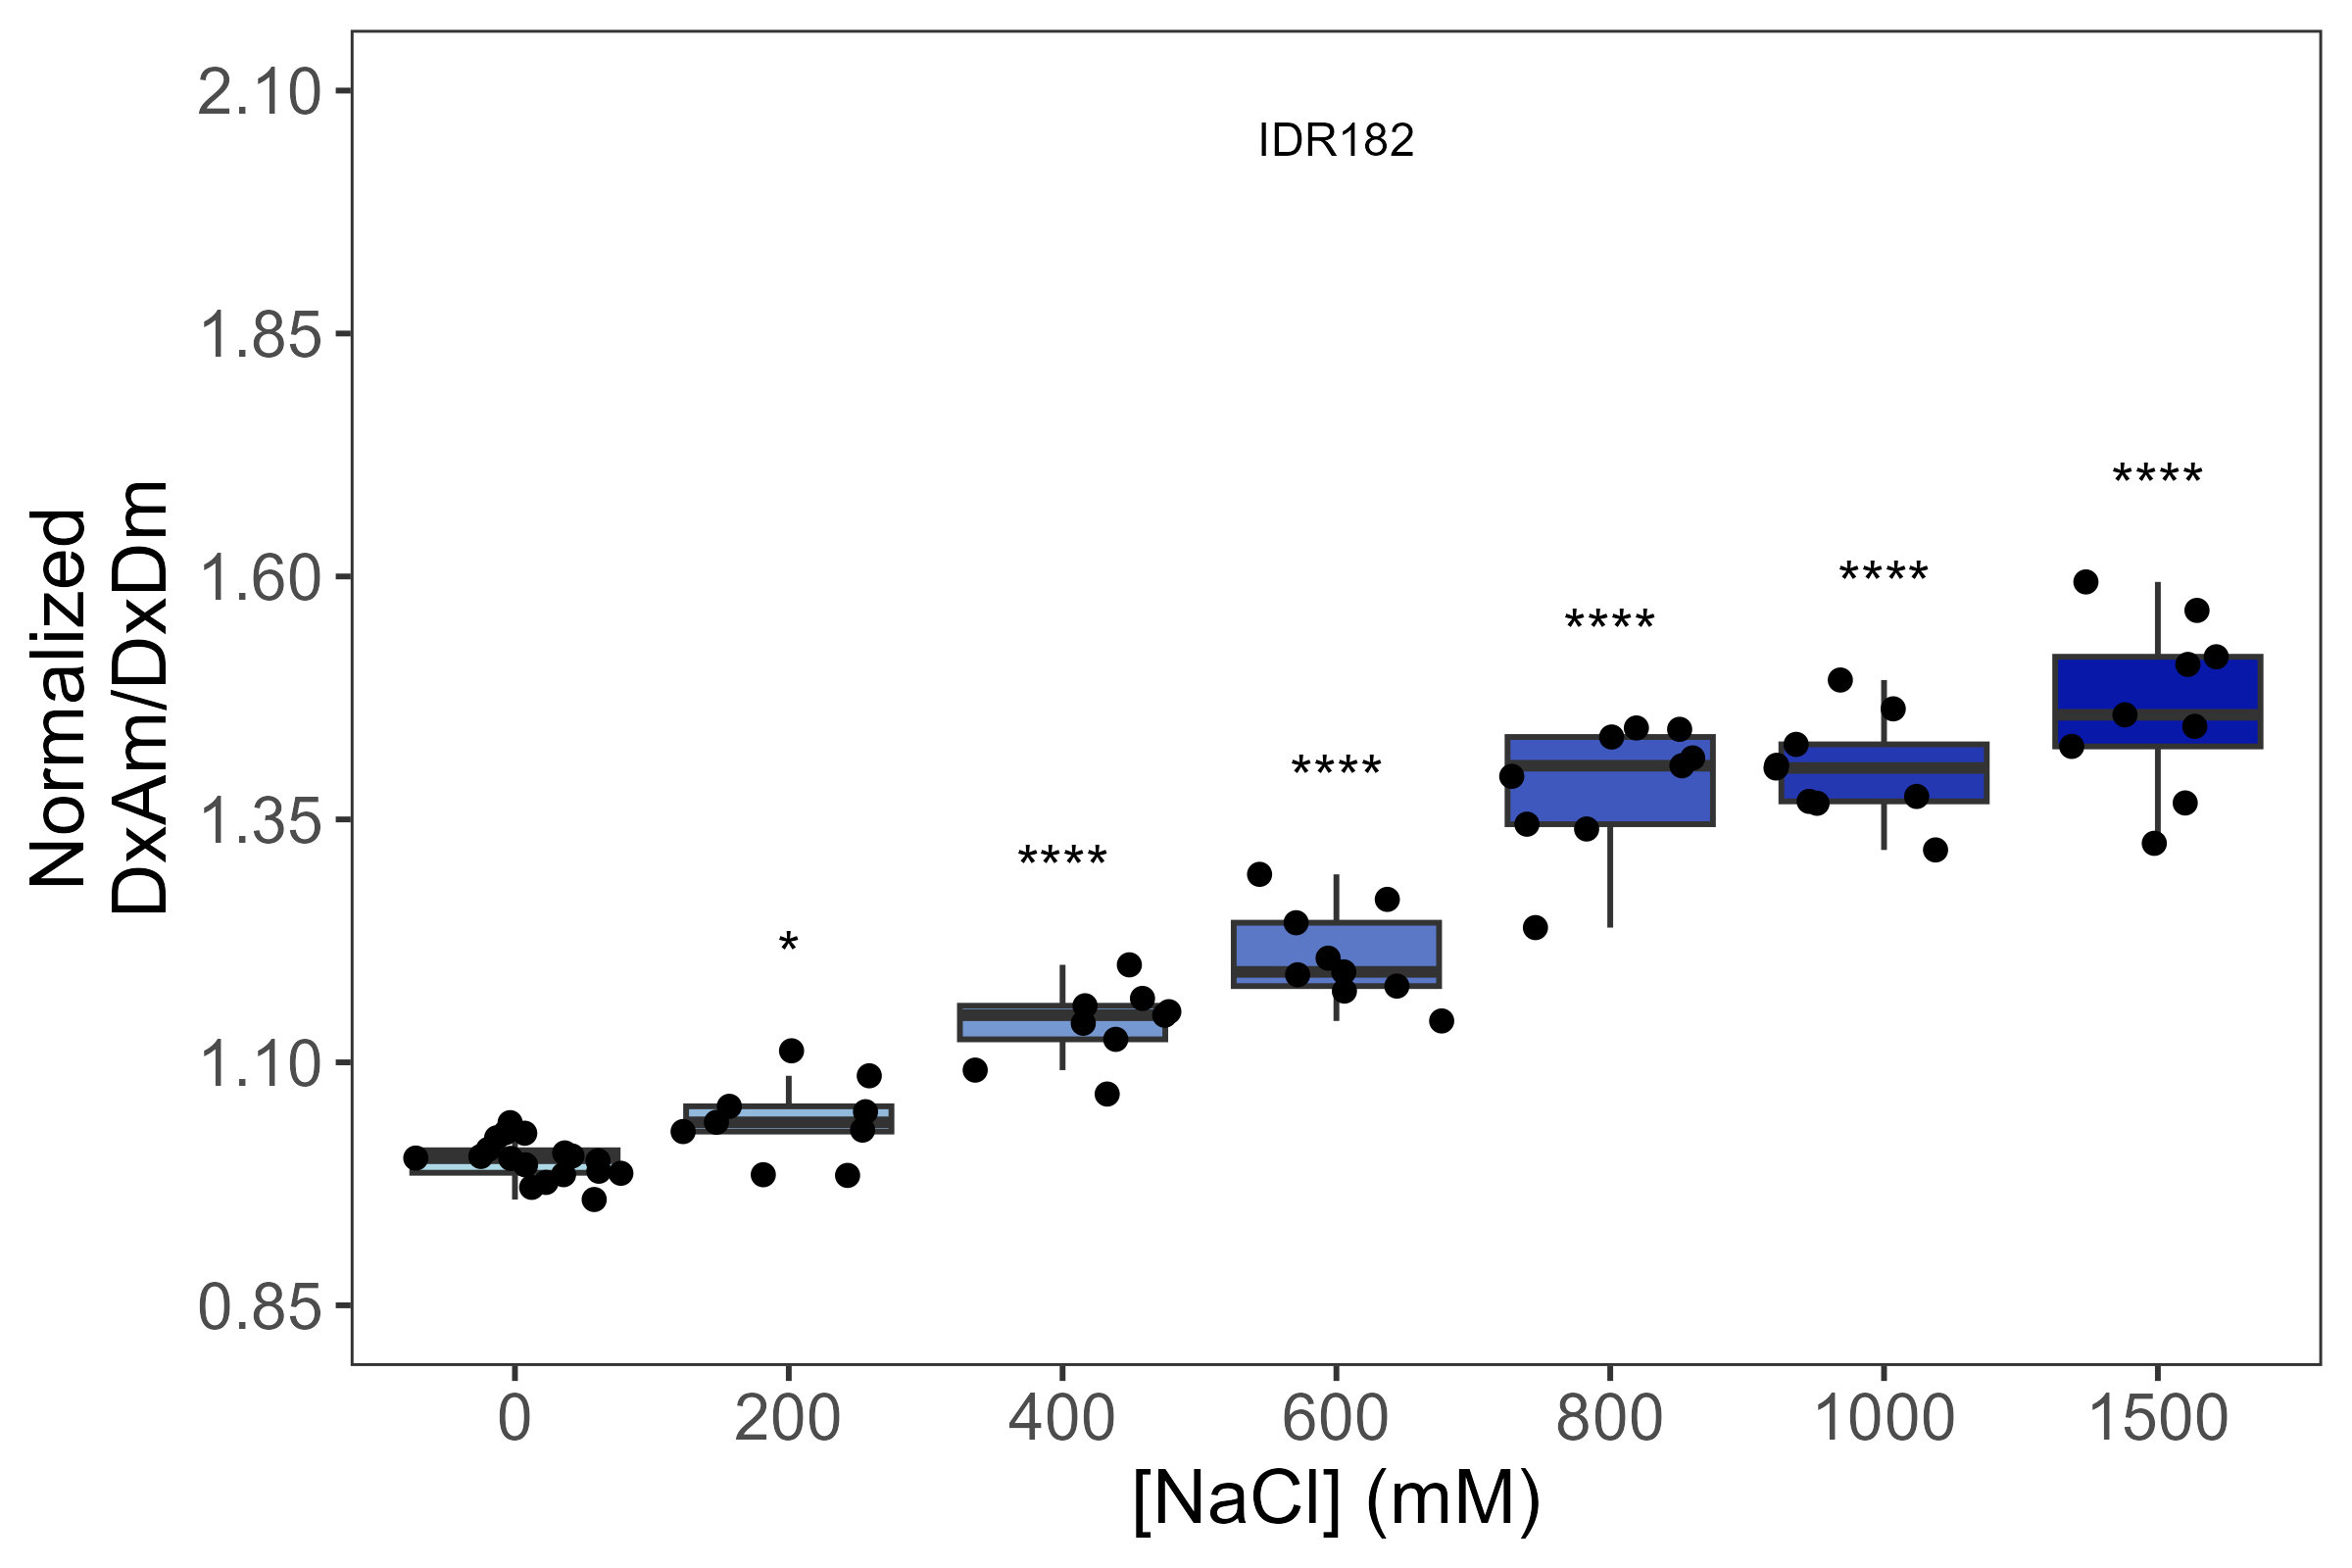 IDR182
2.10
1.85
1.60
1.35
1.10
0.85
Normalized
DxAm/DxDm
*
****
****
****
****
****
0 200 400 600 800 1000 1500
[NaCl] (mM)